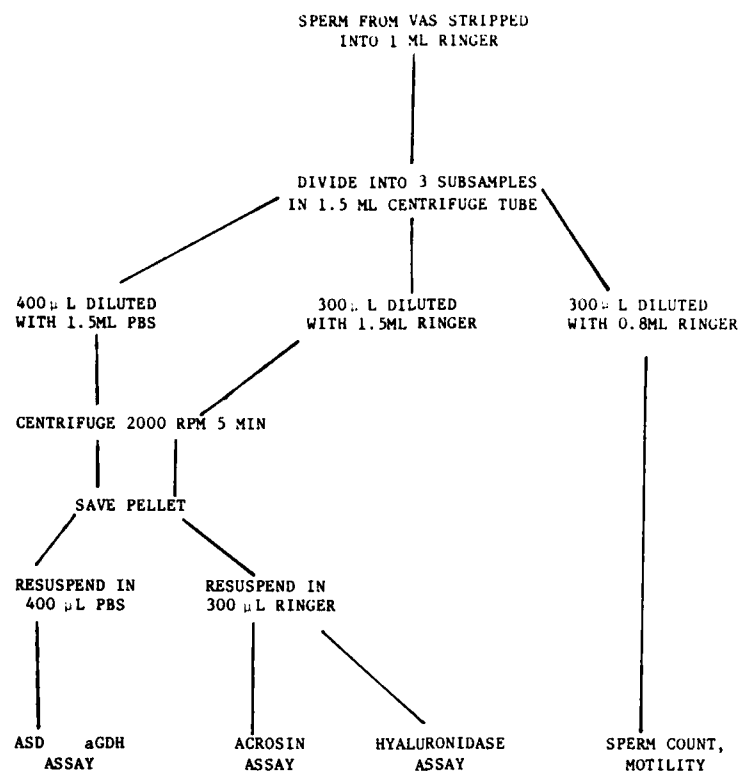 SPERM FROM VAS STRIPPED
INTO 1 ML RINGER
DIVIDE INTO 3 SUBSAMPLES
IN 1.5 ML CENTRIFUGE TUBE
400μ L DILUTED
WITH 1.5ML PBS
300μ L DILUTED
WITH 1.5ML RINGER
300μ L DILUTED
WITH 0.8ML RINGER
CENTRIFUGE 2000 RPM 5 MIN
SAVE PELLET
RESUSPEND IN
400 μL PBS
RESUSPEND IN
300 μL RINGER
ASD aGDH
ASSAY
ACROSIN
ASSAY
HYALURONIDASE
ASSAY
SPERM COUNT,
MOTILITY